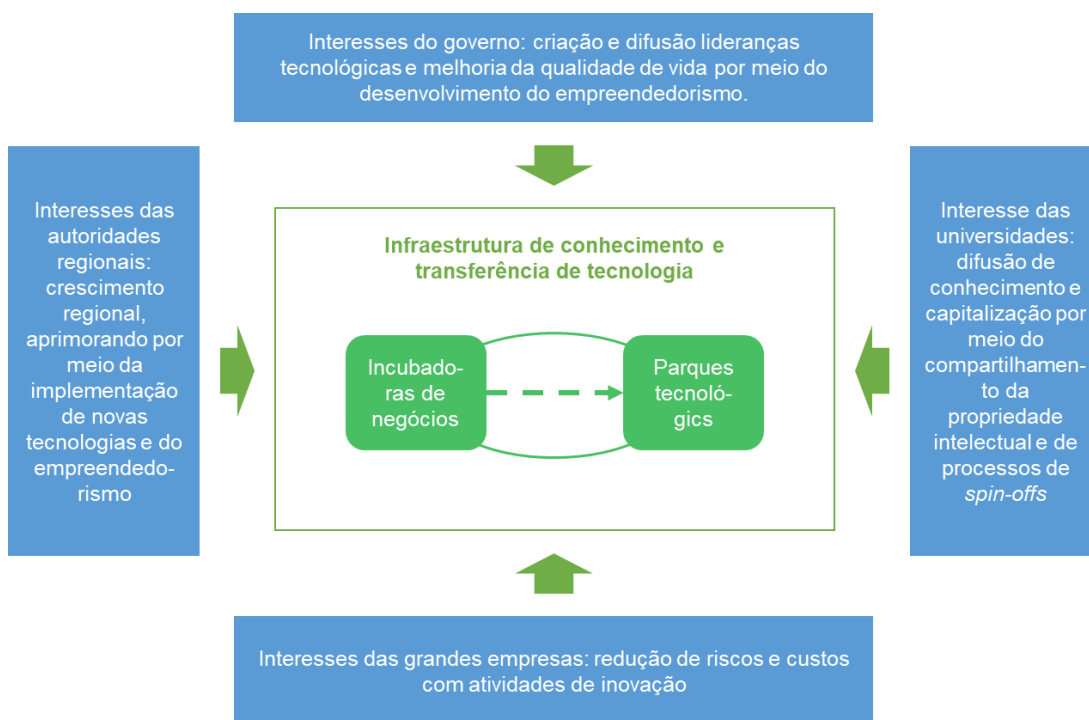 Interesses do governo: criação e difusão lideranças
tecnológicas e melhoria da qualidade de vida por meio do
desenvolvimento do empreendedorismo.
Interesses das
autoridades
regionais:
crescimento
regional,
aprimorando por
meio da
implementação
de novas
tecnologias e do
empreendedo-
rismo
Infraestrutura de conhecimento e
transferência de tecnologia
Incubado-
ras de
negócios
Parques
tecnoló-
gics
Interesse das
universidades:
difusão de
conhecimento e
capitalização por
meio do
compartilhamen-
to da
propriedade
intelectual e de
processos de
spin-offs
Interesses das grandes empresas: redução de riscos e custos
com atividades de inovação